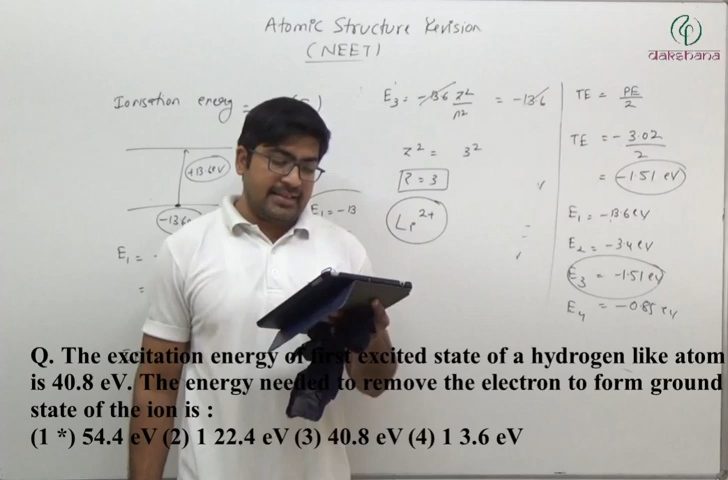 Atomic Structure Revision
(NEET)
dakshana
Ionisation energy =
+13.6eV
-13.6
E₁ = -
=
E₁ = -13
E₃ = -13.6 Z²/n² = -13.6
Z² = 3²
Z = 3
Li²⁺
TE = PE/2
TE = - 3.02/2
= -1.51 eV
E₁ = -13.6eV
E₂ = -3.4eV
E₃ = -1.51 eV
E₄ = -0.85 eV
Q. The excitation energy of first excited state of a hydrogen like atom
is 40.8 eV. The energy needed to remove the electron to form ground
state of the ion is :
(1 *) 54.4 eV (2) 1 22.4 eV (3) 40.8 eV (4) 1 3.6 eV